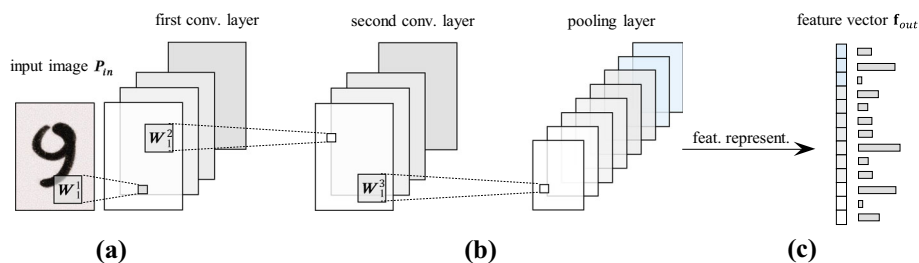 first conv. layer
second conv. layer
pooling layer
feature vector f_out
input image P_in
9
W_1^1
W_1^2
W_1^3
feat. represent.
(a)
(b)
(c)